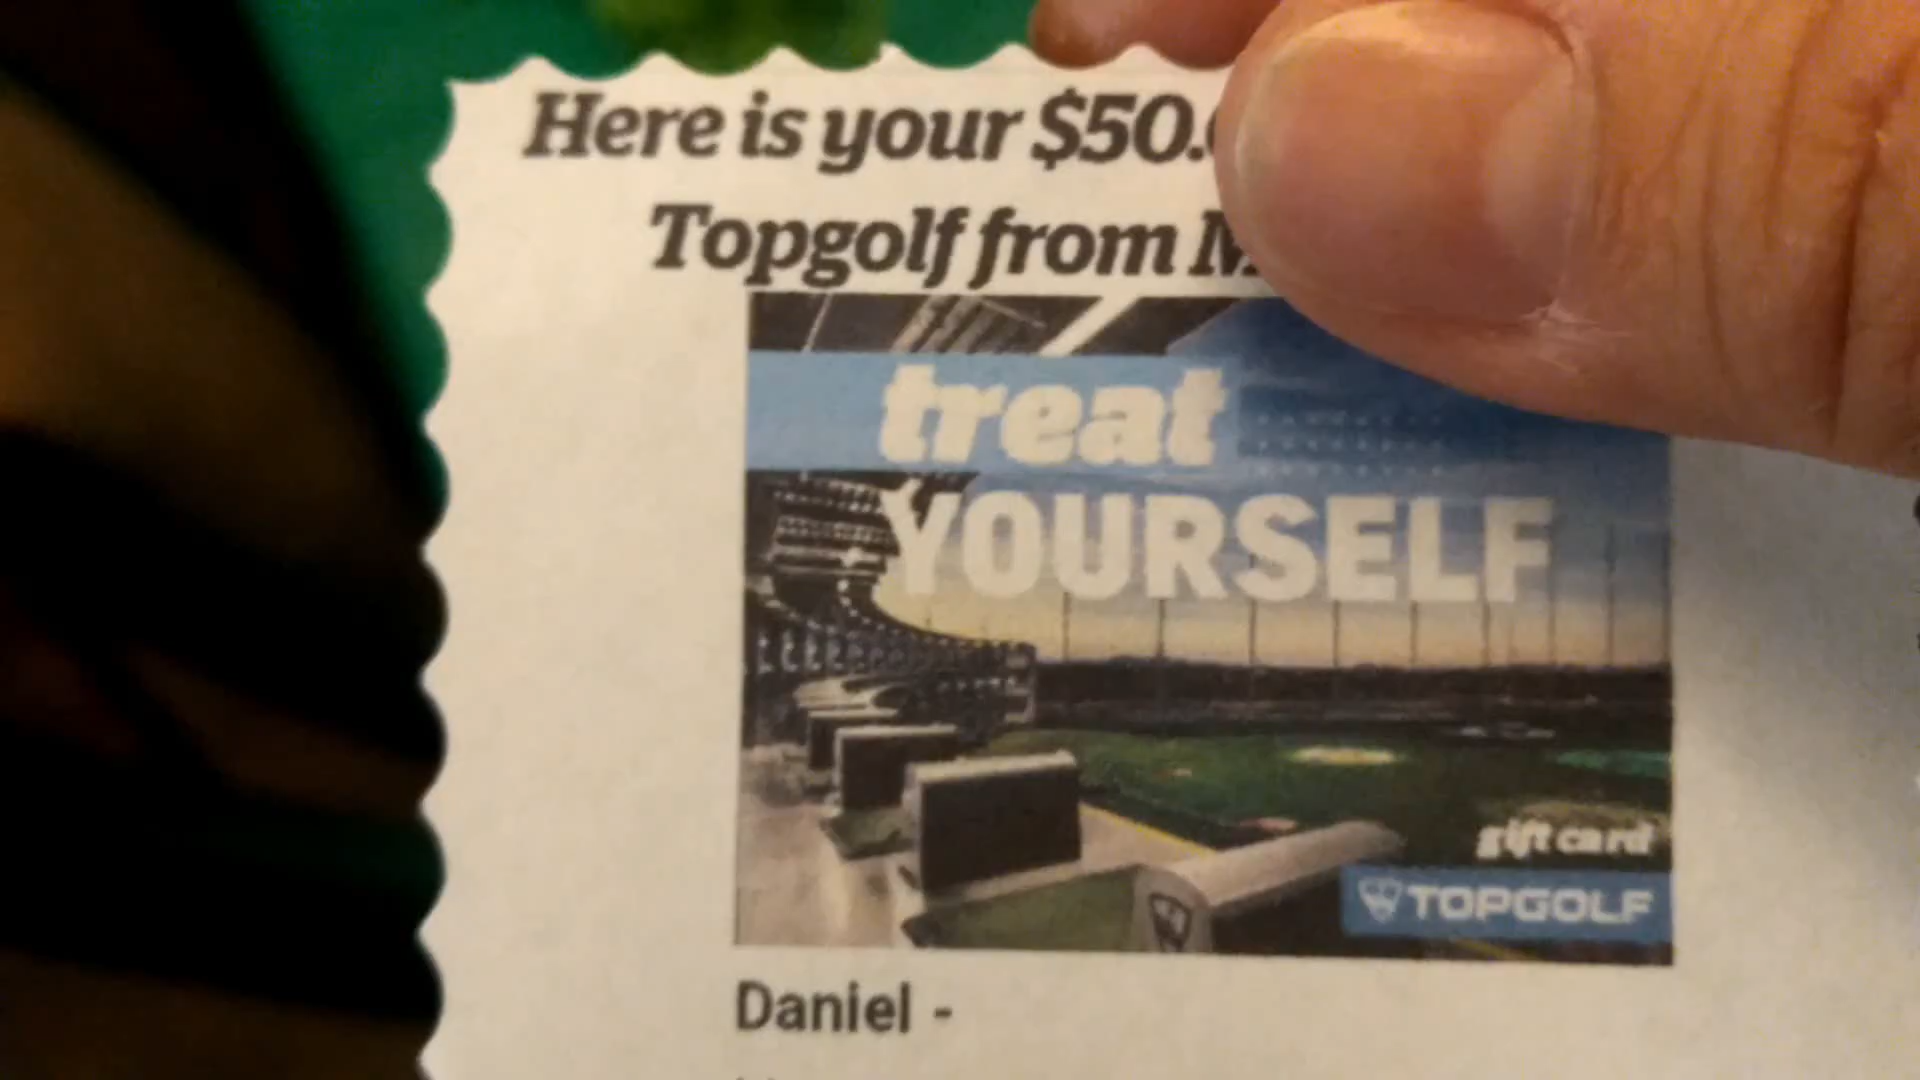 Here is your $50.
Topgolf from
treat
YOURSELF
gift card
TOPGOLF
Daniel -